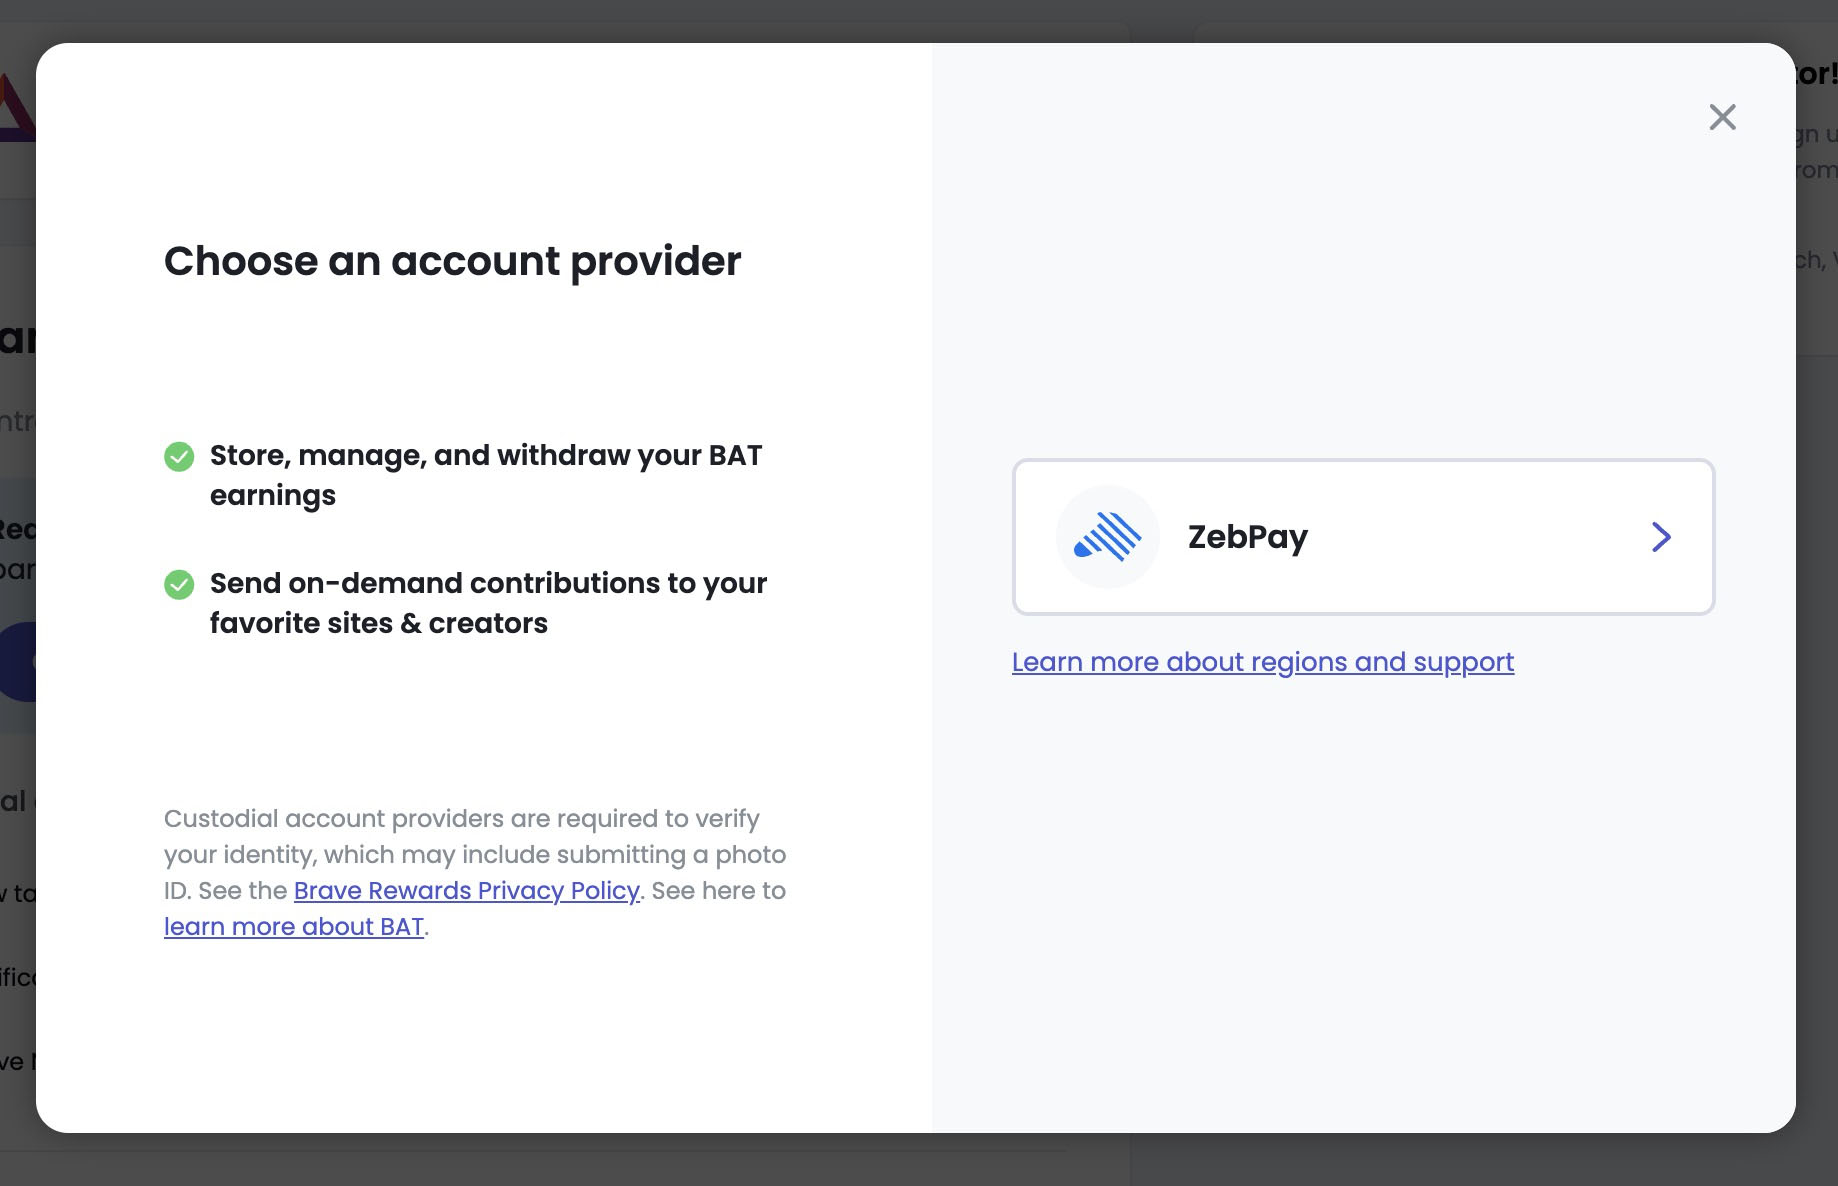 Choose an account provider
Store, manage, and withdraw your BAT
earnings
Send on-demand contributions to your
favorite sites & creators
Custodial account providers are required to verify
your identity, which may include submitting a photo
ID. See the Brave Rewards Privacy Policy. See here to
learn more about BAT.
ZebPay
Learn more about regions and support